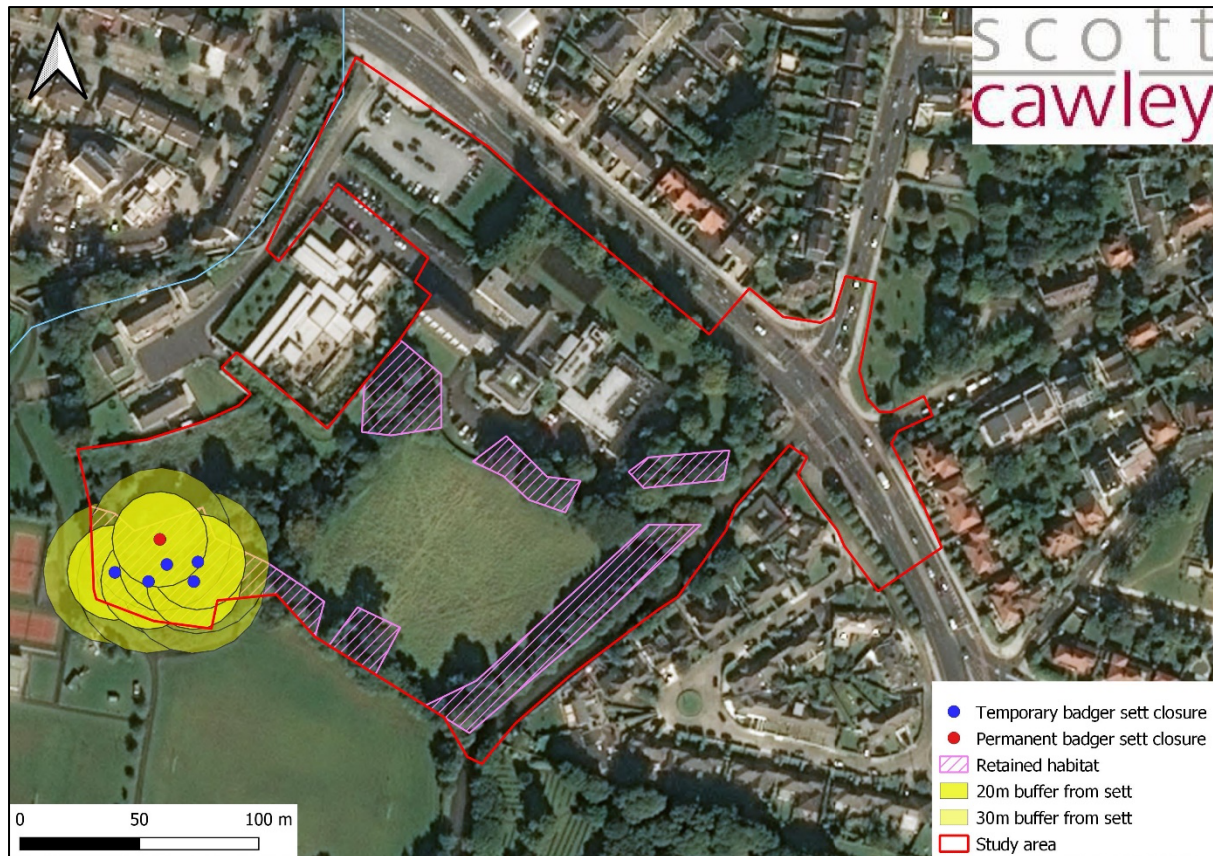 scott
cawley
Temporary badger sett closure
Permanent badger sett closure
Retained habitat
20m buffer from sett
30m buffer from sett
Study area
0 50 100 m